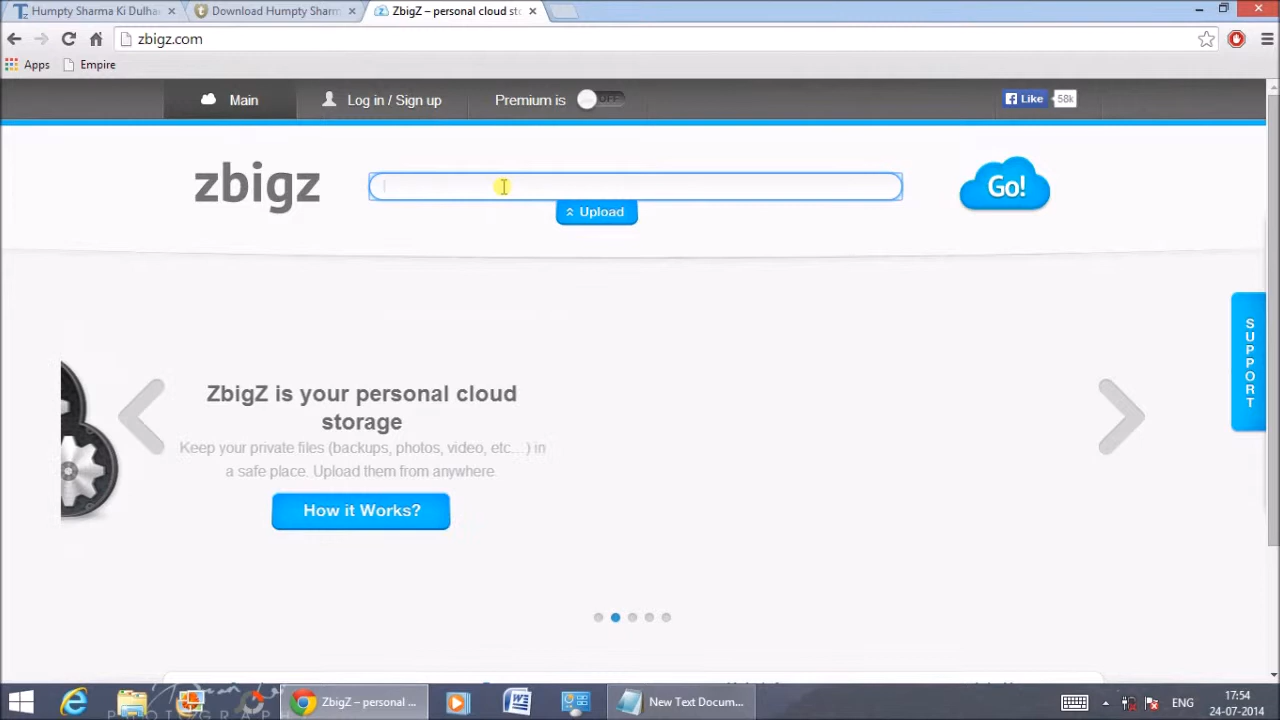 Humpty Sharma Ki Dulha
Download Humpty Sharm
ZbigZ – personal cloud sto
zbigz.com
Apps
Empire
Main
Log in / Sign up
Premium is
OFF
Like
58k
zbigz
Go!
Upload
SUPPORT
ZbigZ is your personal cloud
storage
Keep your private files (backups, photos, video, etc...) in
a safe place. Upload them from anywhere.
How it Works?
PHOTOGRAPH
ZbigZ – personal ...
New Text Docum...
ENG
17:54
24-07-2014